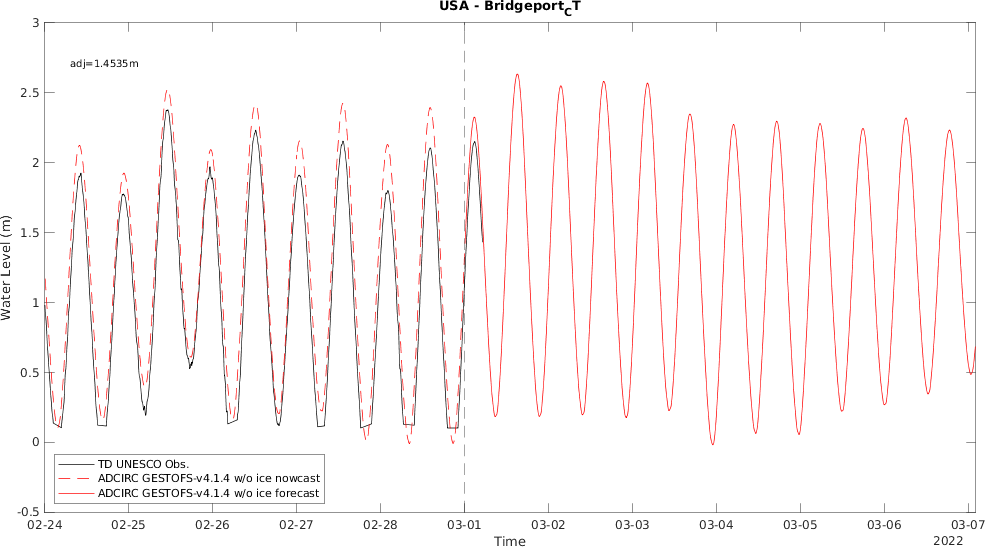 USA - Bridgeport_CT
adj=1.4535m
3
2.5
2
1.5
1
0.5
0
-0.5
Water Level (m)
TD UNESCO Obs.
ADCIRC GESTOFS-v4.1.4 w/o ice nowcast
ADCIRC GESTOFS-v4.1.4 w/o ice forecast
02-24 02-25 02-26 02-27 02-28 03-01 03-02 03-03 03-04 03-05 03-06 03-07
Time
2022